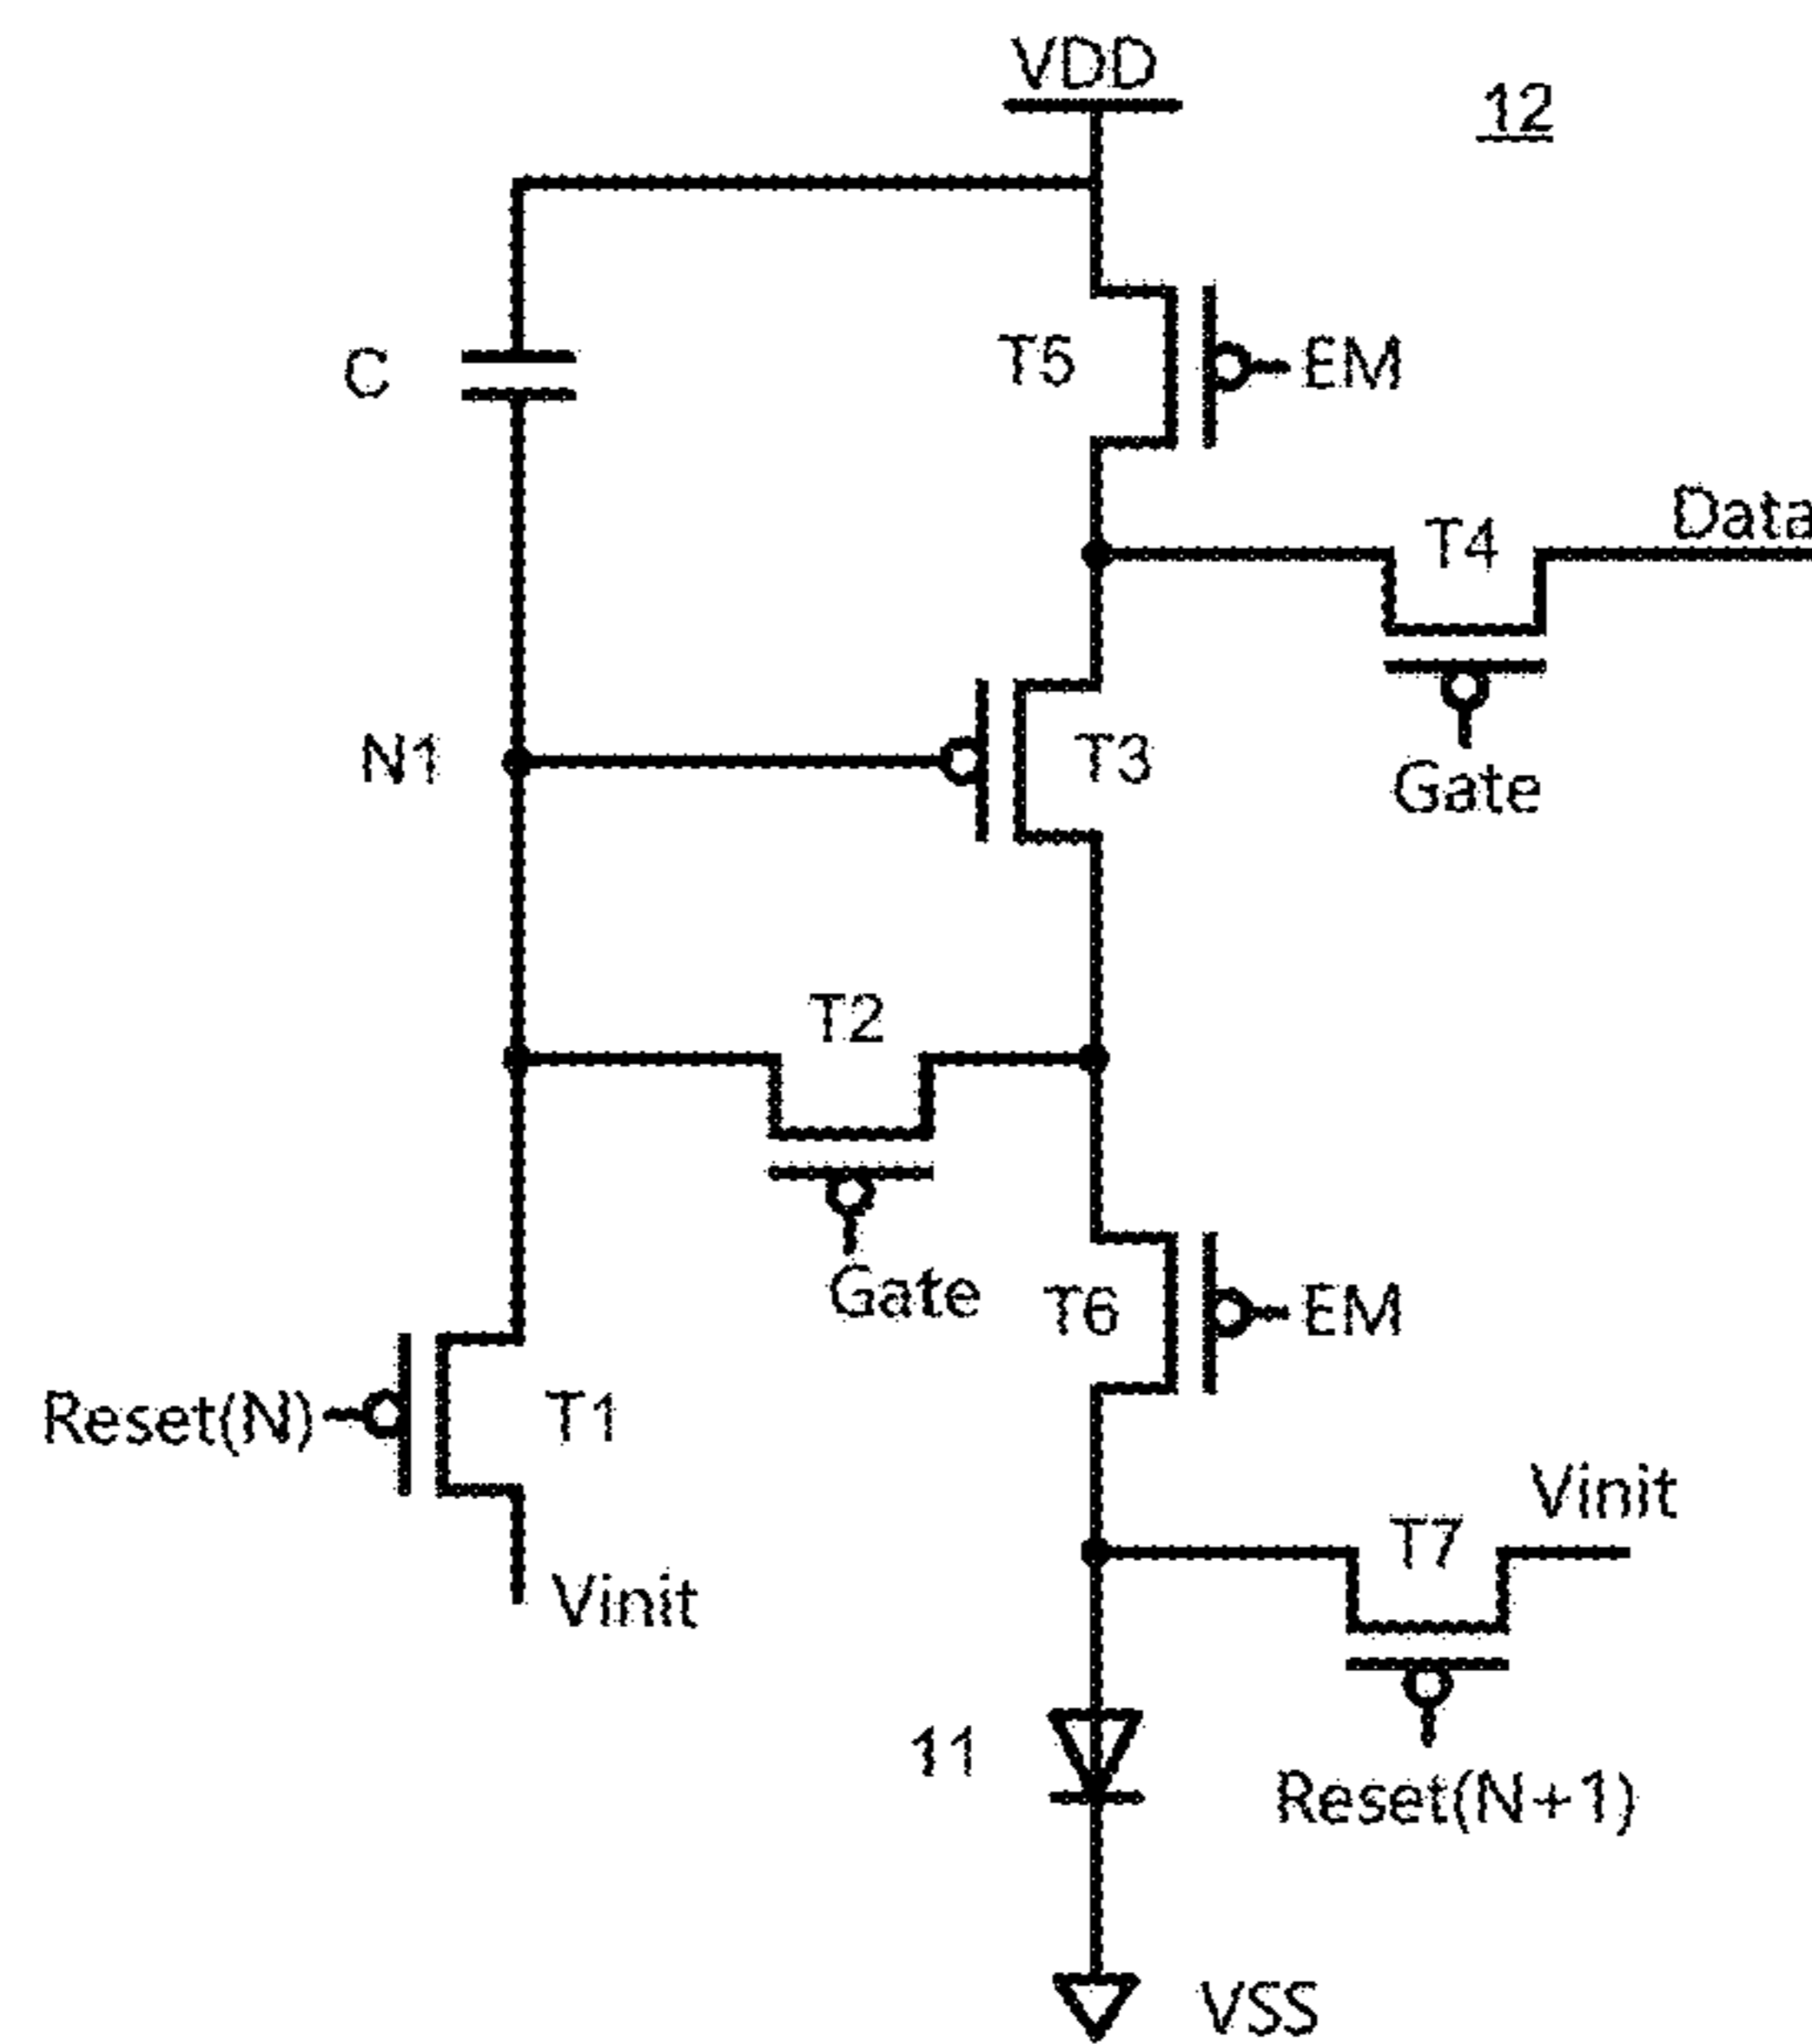 VDD
12
C
T5
EM
Data
T4
N1
T3
Gate
T2
Gate
T6
EM
Reset(N)
T1
Vinit
T7
Vinit
11
Reset(N+1)
VSS